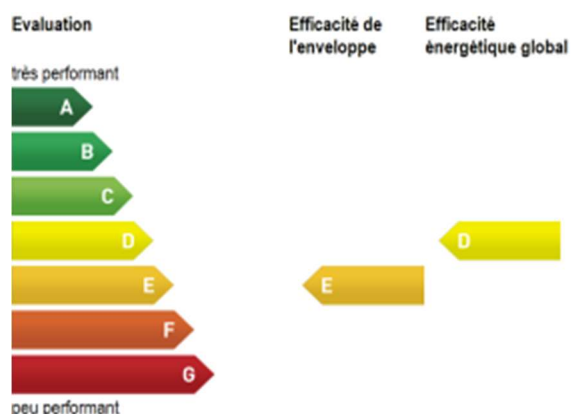 Evaluation
Efficacité de
l'enveloppe
Efficacité
énergétique global
très performant
A
B
C
D
D
E
E
F
G
peu performant